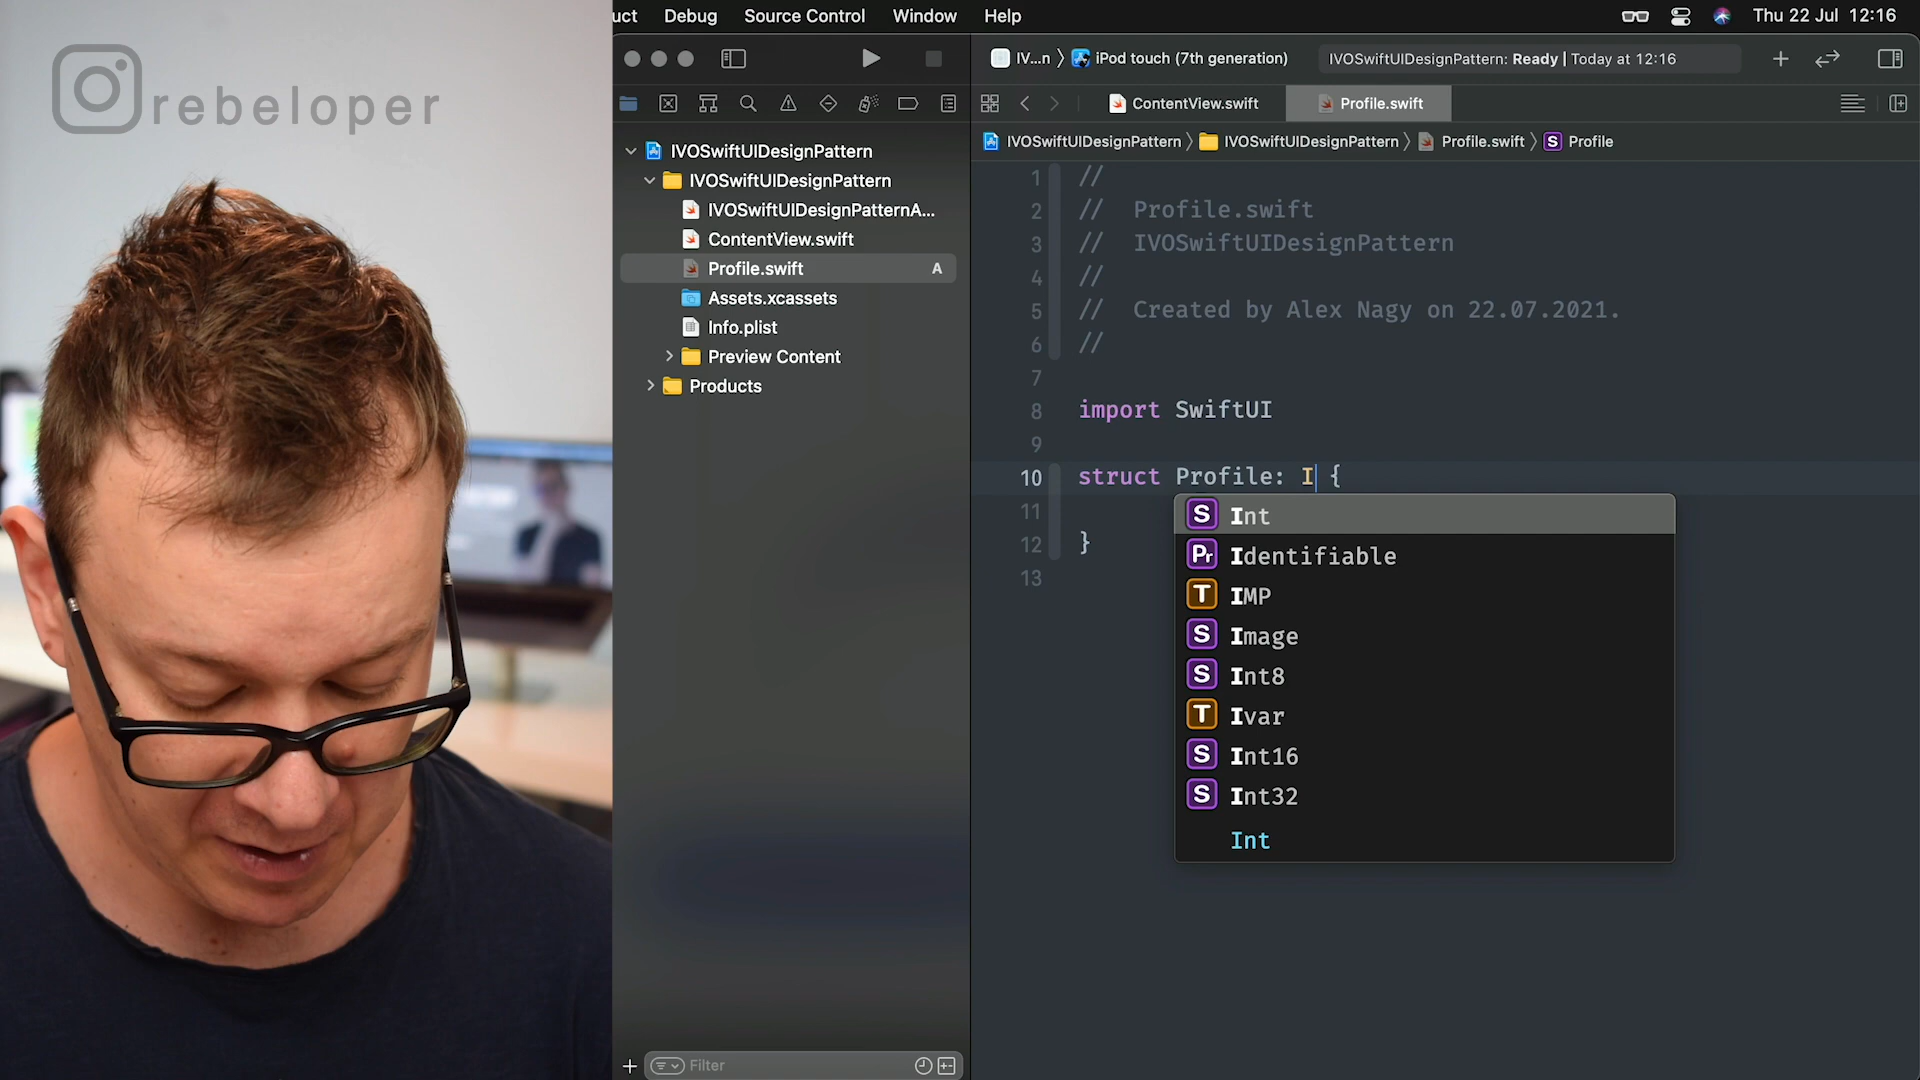 rebeloper
uct Debug Source Control Window Help Thu 22 Jul 12:16
IV...n 〉 iPod touch (7th generation) IVOSwiftUIDesignPattern: Ready | Today at 12:16
ContentView.swift Profile.swift
IVOSwiftUIDesignPattern 〉 IVOSwiftUIDesignPattern 〉 Profile.swift 〉 S Profile
IVOSwiftUIDesignPattern
IVOSwiftUIDesignPattern
IVOSwiftUIDesignPatternA...
ContentView.swift
Profile.swift A
Assets.xcassets
Info.plist
Preview Content
Products
Filter
1 //
2 // Profile.swift
3 // IVOSwiftUIDesignPattern
4 //
5 // Created by Alex Nagy on 22.07.2021.
6 //
7
8 import SwiftUI
9
10 struct Profile: I {
11
12 }
13
S Int
Pr Identifiable
T IMP
S Image
S Int8
T Ivar
S Int16
S Int32
Int